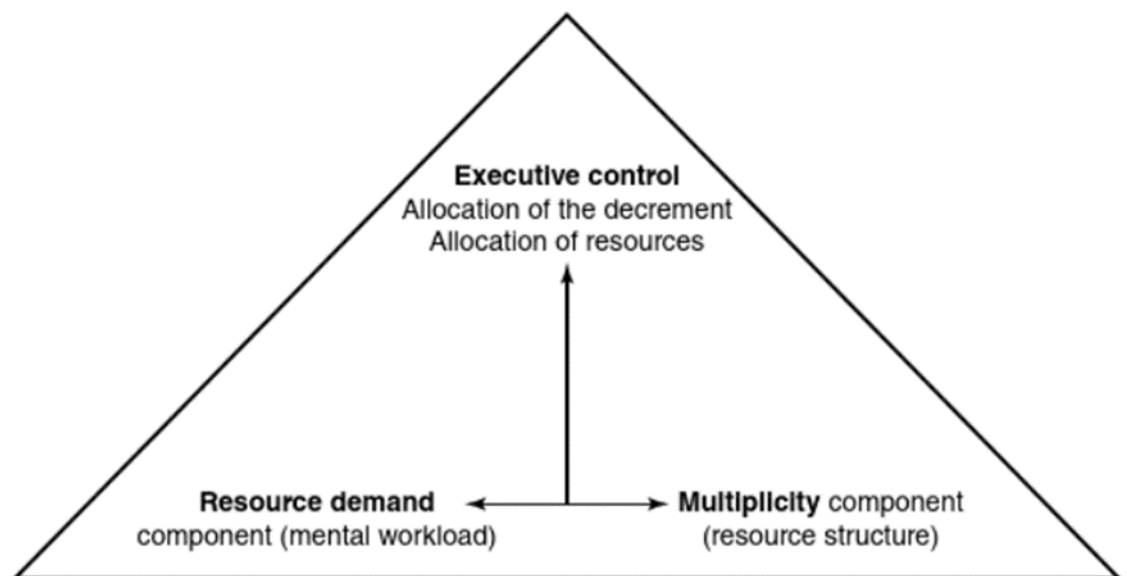 Executive control
Allocation of the decrement
Allocation of resources
Resource demand
component (mental workload)
Multiplicity component
(resource structure)